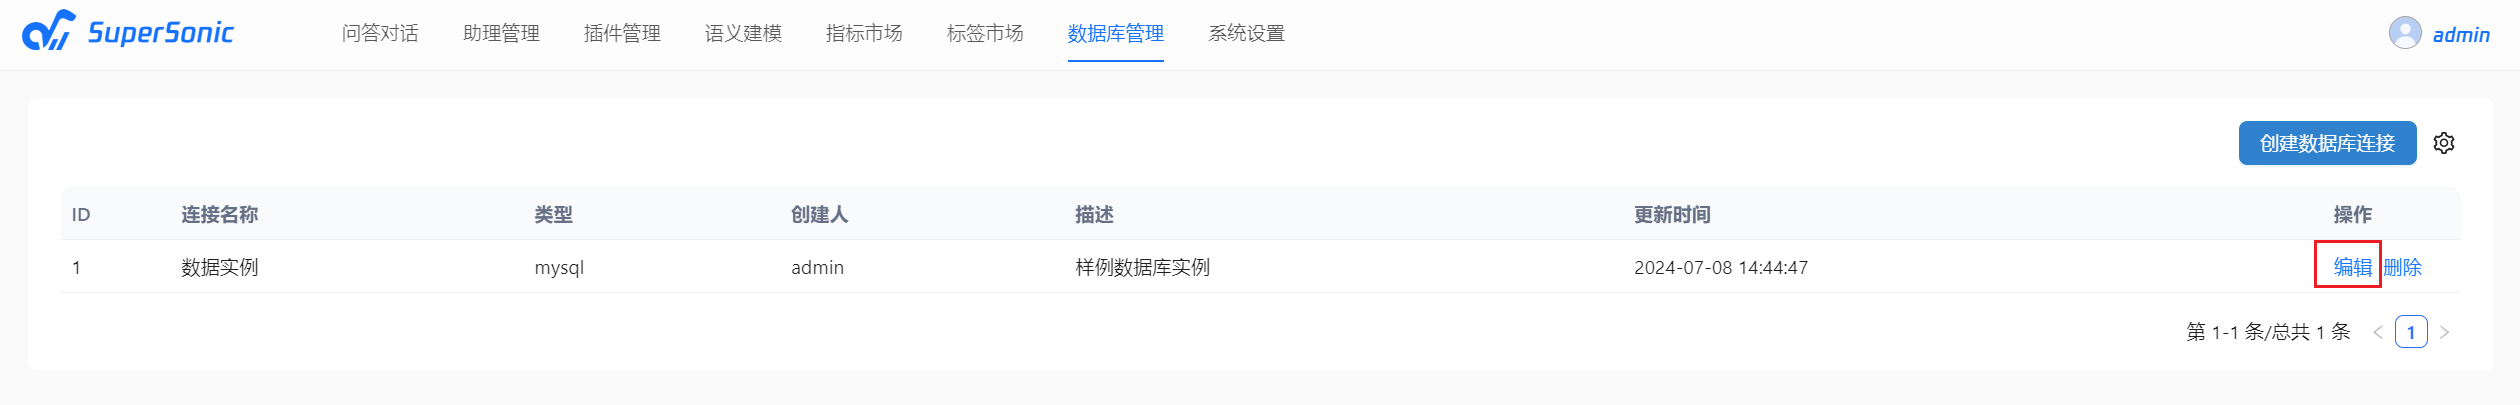 SuperSonic 问答对话 助理管理 插件管理 语义建模 指标市场 标签市场 数据库管理 系统设置 admin
创建数据库连接
ID 连接名称 类型 创建人 描述 更新时间 操作
1 数据实例 mysql admin 样例数据库实例 2024-07-08 14:44:47 编辑 删除
第 1-1 条/总共 1 条 < 1 >